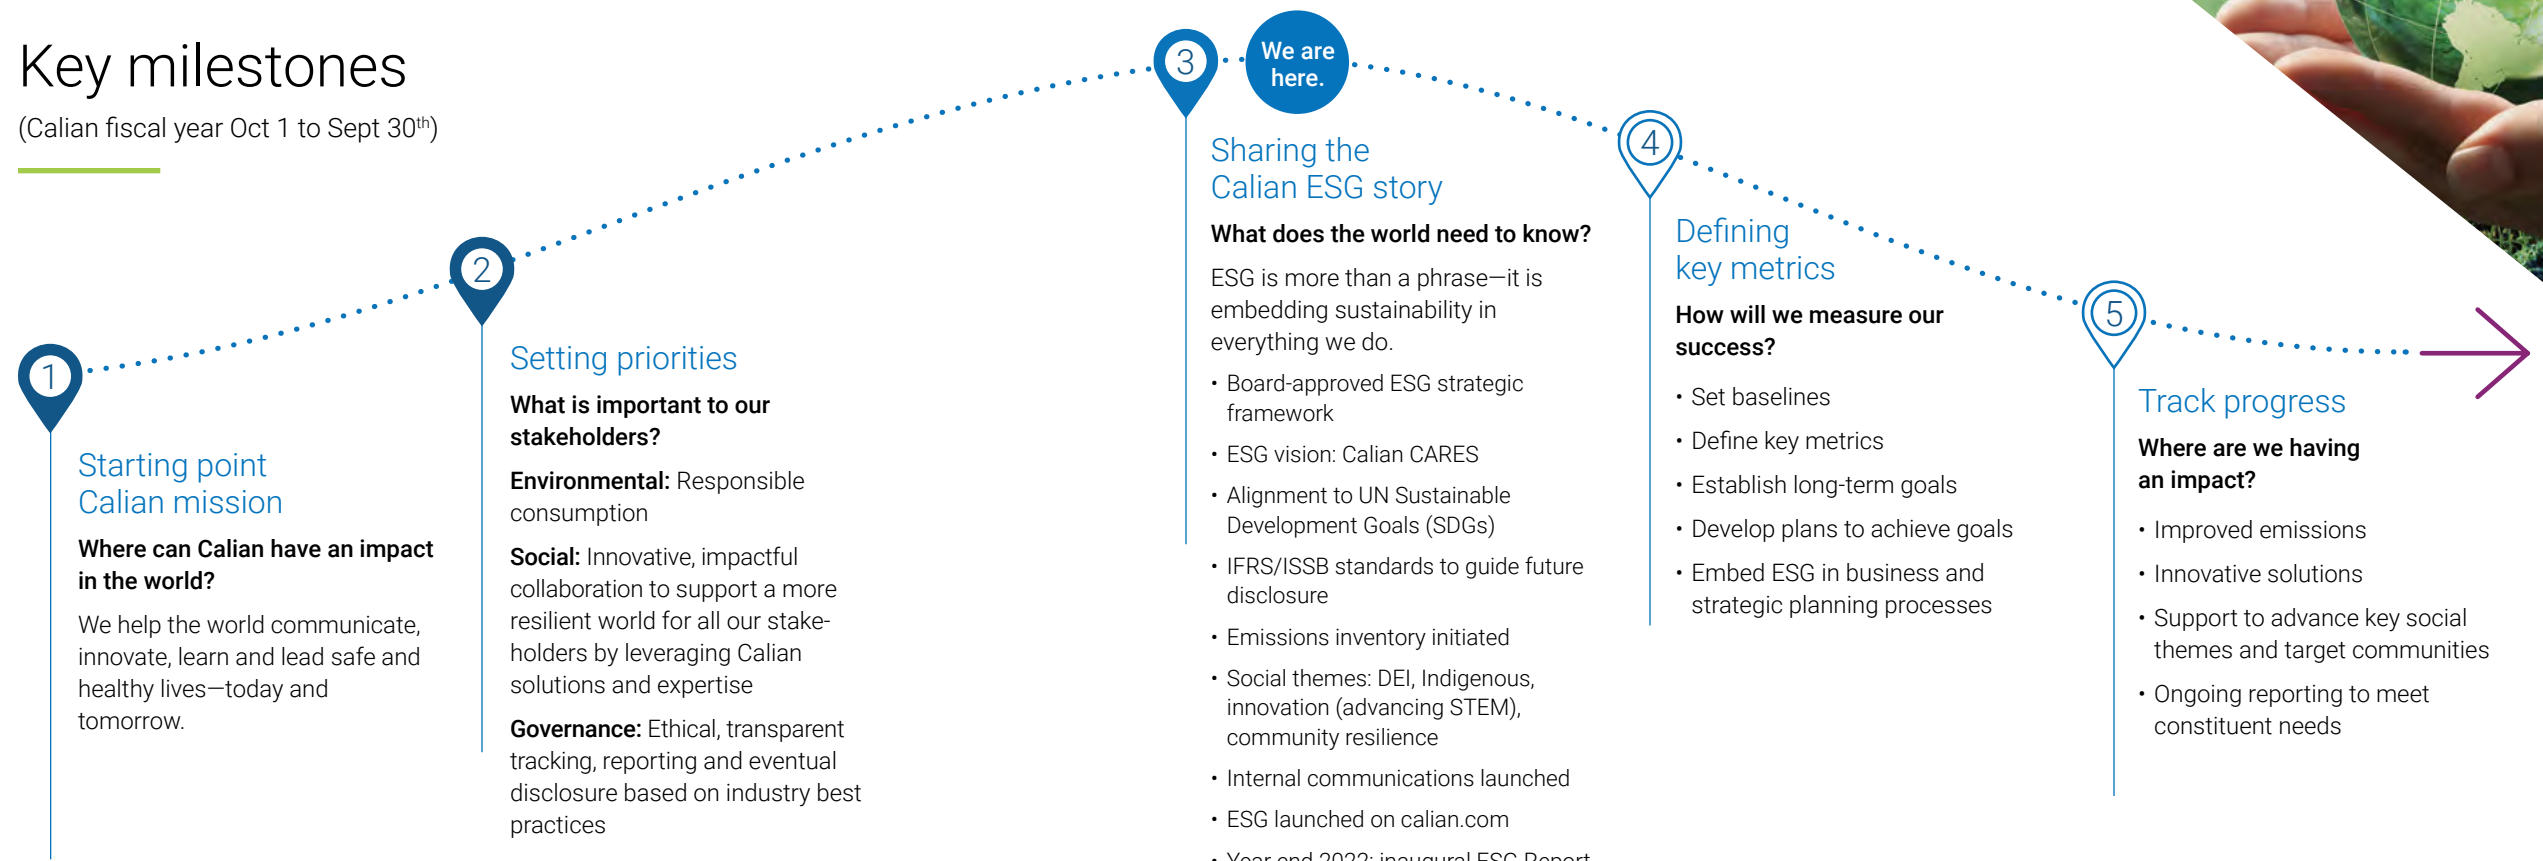 Key milestones
(Calian fiscal year Oct 1 to Sept 30th)
1
Starting point
Calian mission
Where can Calian have an impact
in the world?
We help the world communicate,
innovate, learn and lead safe and
healthy lives—today and
tomorrow.
2
Setting priorities
What is important to our
stakeholders?
Environmental: Responsible
consumption
Social: Innovative, impactful
collaboration to support a more
resilient world for all our stake-
holders by leveraging Calian
solutions and expertise
Governance: Ethical, transparent
tracking, reporting and eventual
disclosure based on industry best
practices
3
We are
here.
Sharing the
Calian ESG story
What does the world need to know?
ESG is more than a phrase—it is
embedding sustainability in
everything we do.
• Board-approved ESG strategic
framework
• ESG vision: Calian CARES
• Alignment to UN Sustainable
Development Goals (SDGs)
• IFRS/ISSB standards to guide future
disclosure
• Emissions inventory initiated
• Social themes: DEI, Indigenous,
innovation (advancing STEM),
community resilience
• Internal communications launched
• ESG launched on calian.com
• Year end 2022: inaugural ESG Report
4
Defining
key metrics
How will we measure our
success?
• Set baselines
• Define key metrics
• Establish long-term goals
• Develop plans to achieve goals
• Embed ESG in business and
strategic planning processes
5
Track progress
Where are we having
an impact?
• Improved emissions
• Innovative solutions
• Support to advance key social
themes and target communities
• Ongoing reporting to meet
constituent needs